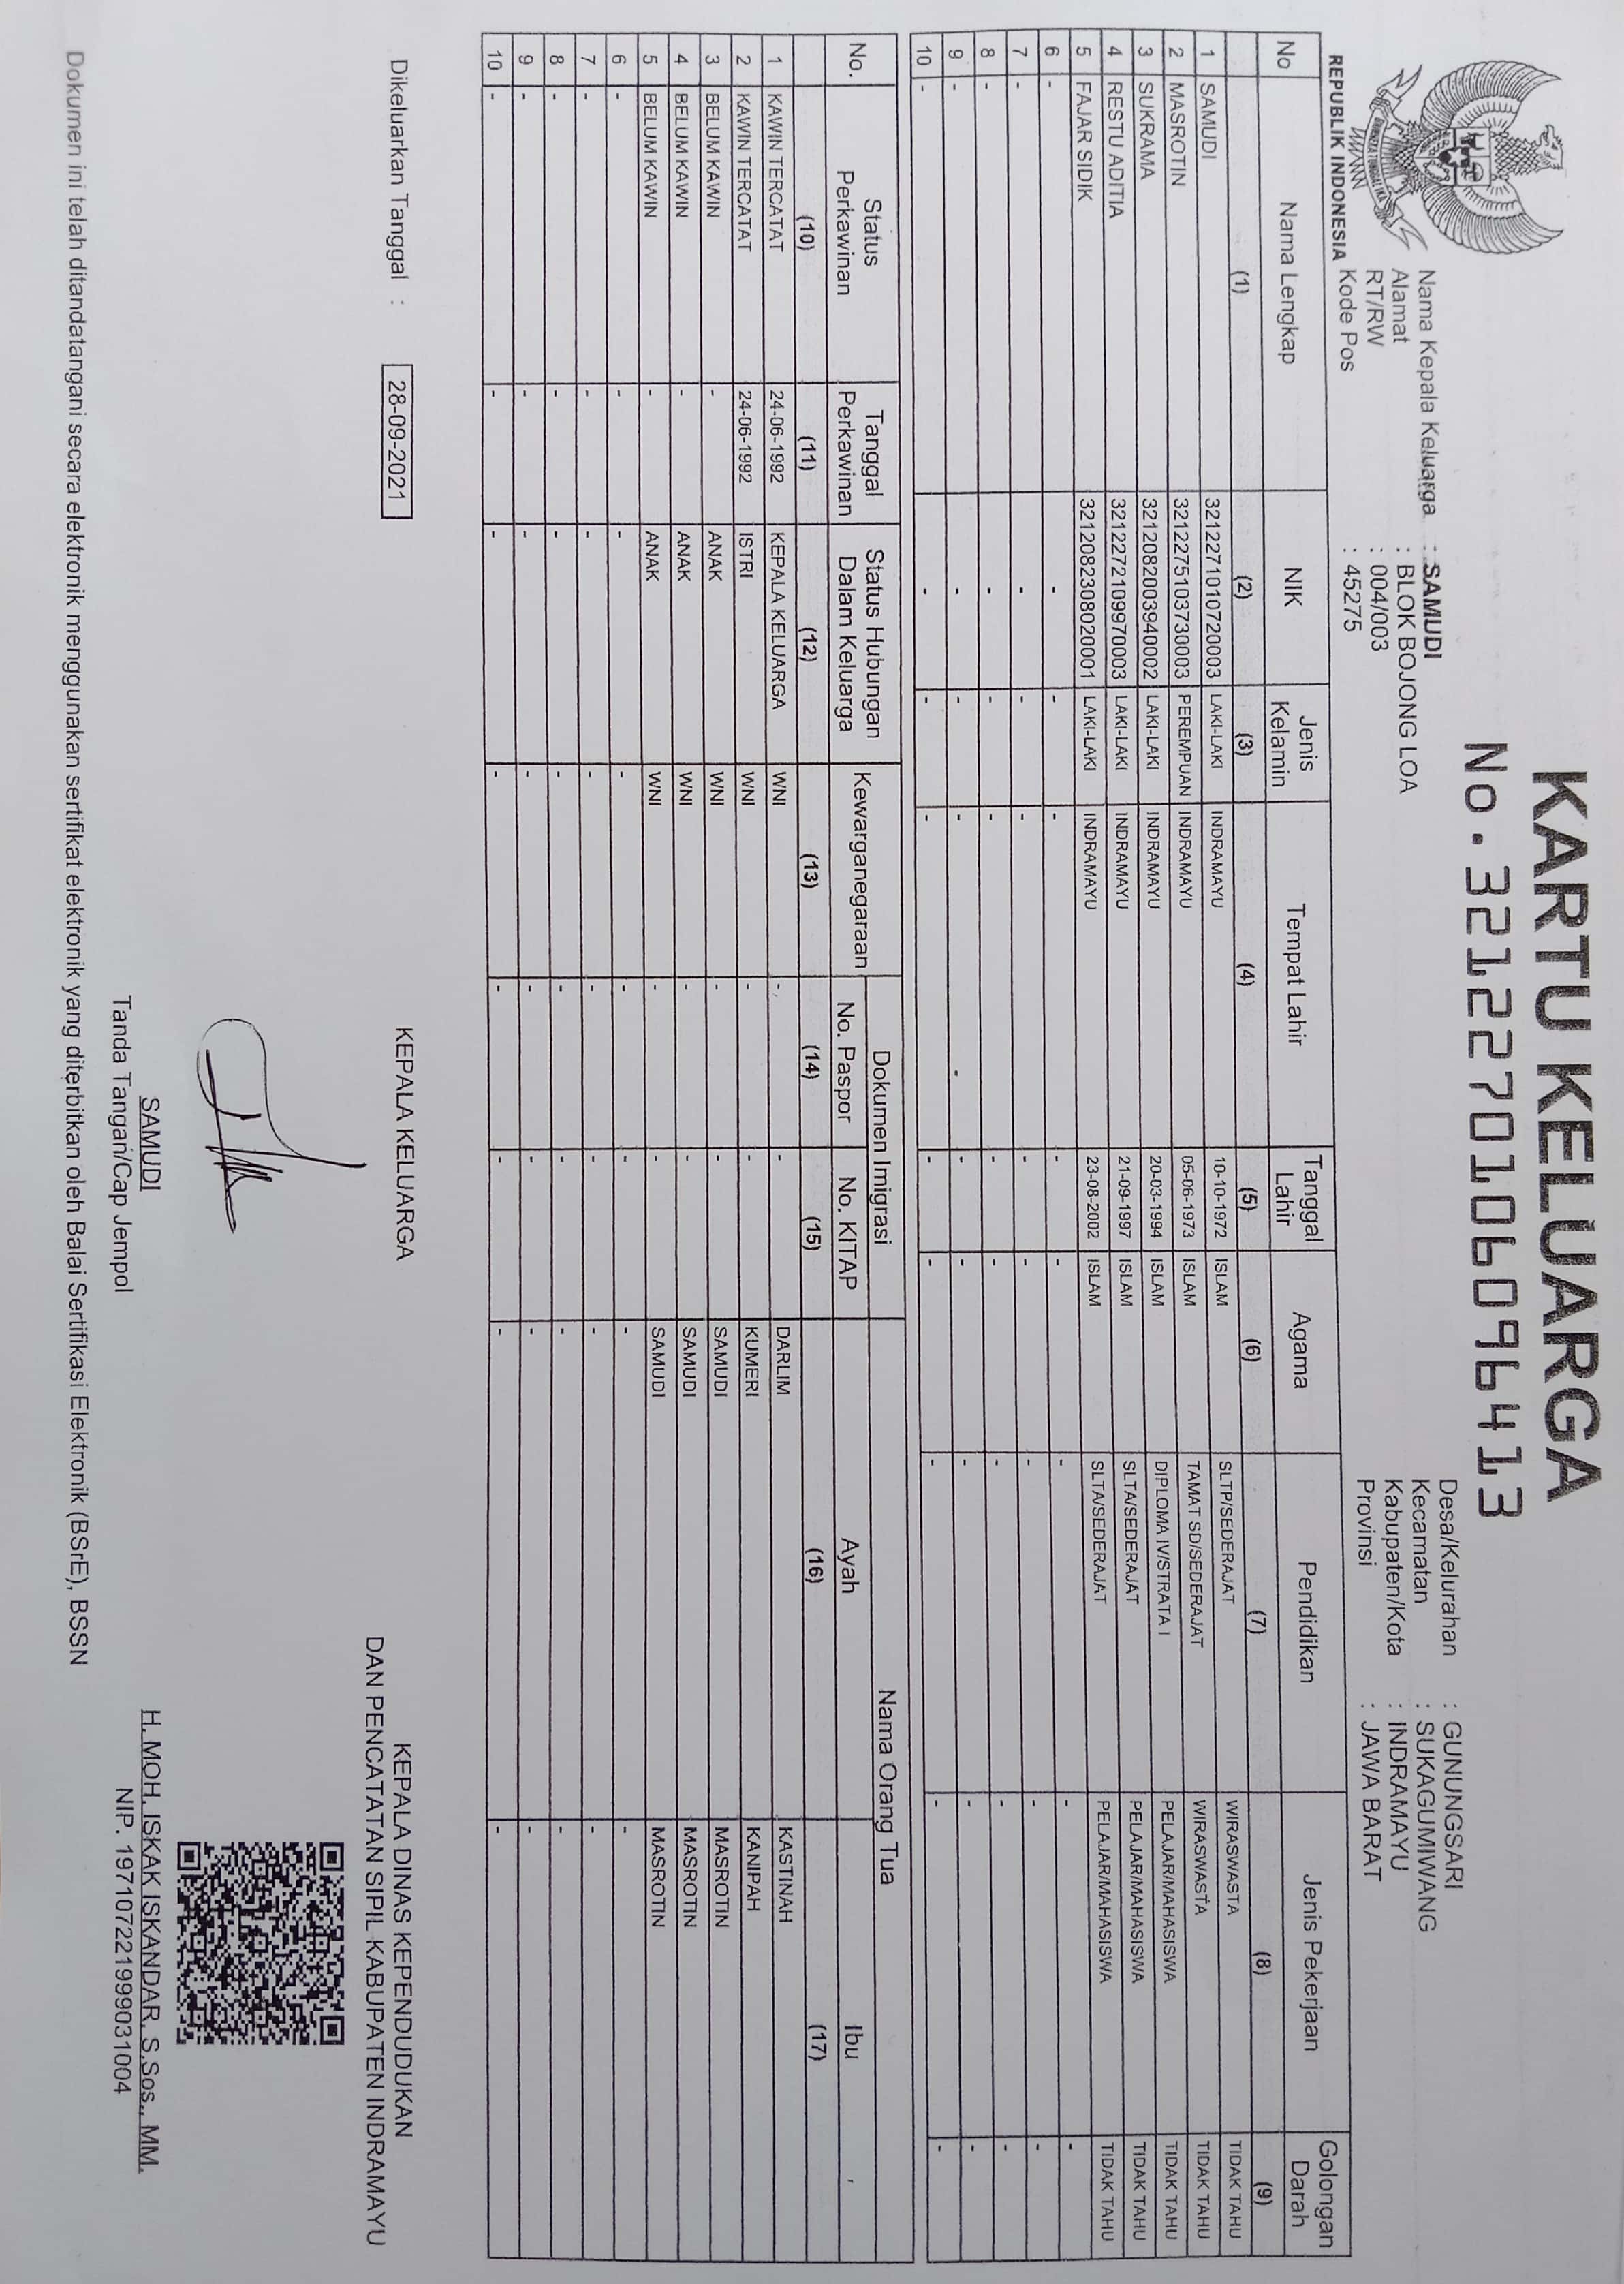 KARTU KELUARGA
No. 3212270106096413
REPUBLIK INDONESIA
Nama Kepala Keluarga : SAMUDI
Alamat : BLOK BOJONG LOA
RT/RW : 004/003
Kode Pos : 45275
Desa/Kelurahan : GUNUNGSARI
Kecamatan : SUKAGUMIWANG
Kabupaten/Kota : INDRAMAYU
Provinsi : JAWA BARAT
No Nama Lengkap NIK Jenis Kelamin Tempat Lahir Tanggal Lahir Agama Pendidikan Jenis Pekerjaan Golongan Darah
(1) (2) (3) (4) (5) (6) (7) (8) (9)
1 SAMUDI 3212271010720003 LAKI-LAKI INDRAMAYU 10-10-1972 ISLAM SLTP/SEDERAJAT WIRASWASTA TIDAK TAHU
2 MASROTIN 3212275103730003 PEREMPUAN INDRAMAYU 05-06-1973 ISLAM TAMAT SD/SEDERAJAT WIRASWASTA TIDAK TAHU
3 SUKRAMA 3212082003940002 LAKI-LAKI INDRAMAYU 20-03-1994 ISLAM DIPLOMA IV/STRATA I PELAJAR/MAHASISWA TIDAK TAHU
4 RESTU ADITIA 3212272109970003 LAKI-LAKI INDRAMAYU 21-09-1997 ISLAM SLTA/SEDERAJAT PELAJAR/MAHASISWA TIDAK TAHU
5 FAJAR SIDIK 3212082308020001 LAKI-LAKI INDRAMAYU 23-08-2002 ISLAM SLTA/SEDERAJAT PELAJAR/MAHASISWA TIDAK TAHU
6 - - - - - - - - -
7 - - - - - - - - -
8 - - - - - - - - -
9 - - - - - - - - -
10 - - - - - - - - -
No. Status Perkawinan Tanggal Perkawinan Status Hubungan Dalam Keluarga Kewarganegaraan Dokumen Imigrasi Nama Orang Tua
No. Paspor No. KITAP Ayah Ibu
(10) (11) (12) (13) (14) (15) (16) (17)
1 KAWIN TERCATAT 24-06-1992 KEPALA KELUARGA WNI - - DARLIM KASTINAH
2 KAWIN TERCATAT 24-06-1992 ISTRI WNI - - KUMERI KANIPAH
3 BELUM KAWIN - ANAK WNI - - SAMUDI MASROTIN
4 BELUM KAWIN - ANAK WNI - - SAMUDI MASROTIN
5 BELUM KAWIN - ANAK WNI - - SAMUDI MASROTIN
6 - - - - - - - -
7 - - - - - - - -
8 - - - - - - - -
9 - - - - - - - -
10 - - - - - - - -
Dikeluarkan Tanggal : 28-09-2021
KEPALA KELUARGA
SAMUDI
Tanda Tangan/Cap Jempol
KEPALA DINAS KEPENDUDUKAN
DAN PENCATATAN SIPIL KABUPATEN INDRAMAYU
H. MOH. ISKAK ISKANDAR, S.Sos., MM.
NIP. 197107221999031004
Dokumen ini telah ditandatangani secara elektronik menggunakan sertifikat elektronik yang diterbitkan oleh Balai Sertifikasi Elektronik (BSrE), BSSN